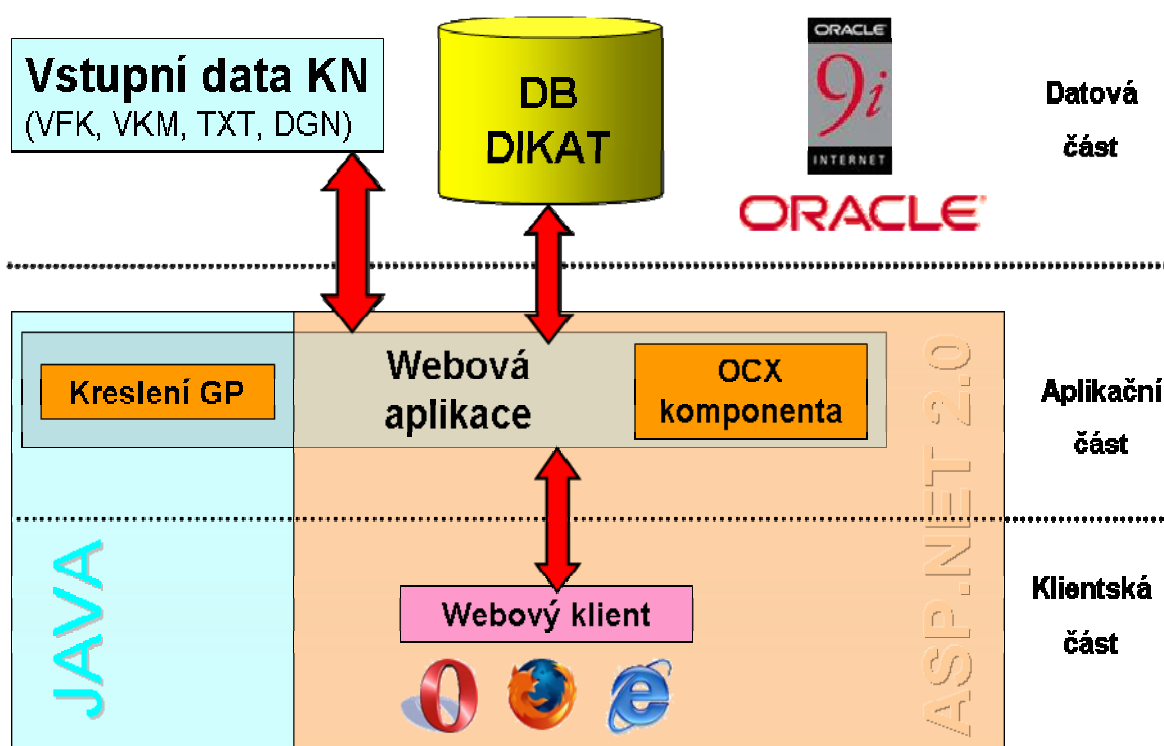 Vstupní data KN
(VFK, VKM, TXT, DGN)
DB
DIKAT
ORACLE
9i
INTERNET
ORACLE
Datová
část
Kreslení GP
Webová
aplikace
OCX
komponenta
Aplikační
část
JAVA
ASP.NET 2.0
Webový klient
Klientská
část